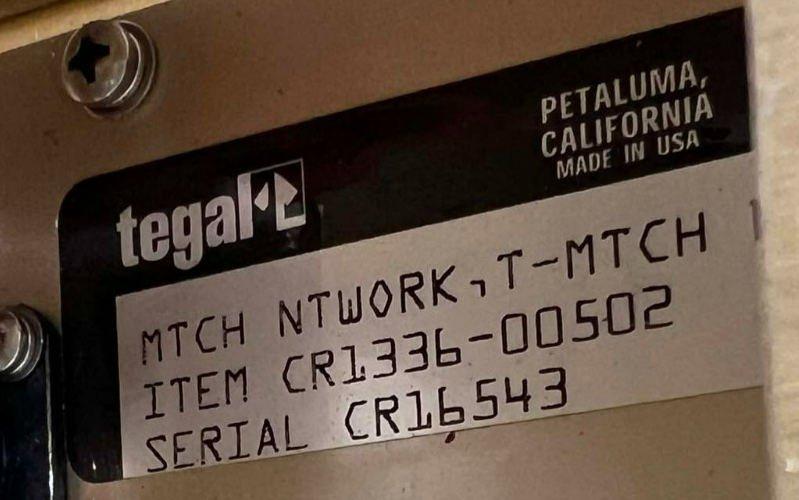 PETALUMA,
CALIFORNIA
MADE IN USA
tegal
MTCH NTWORK,T-MTCH
ITEM CR1336-00502
SERIAL CR16543